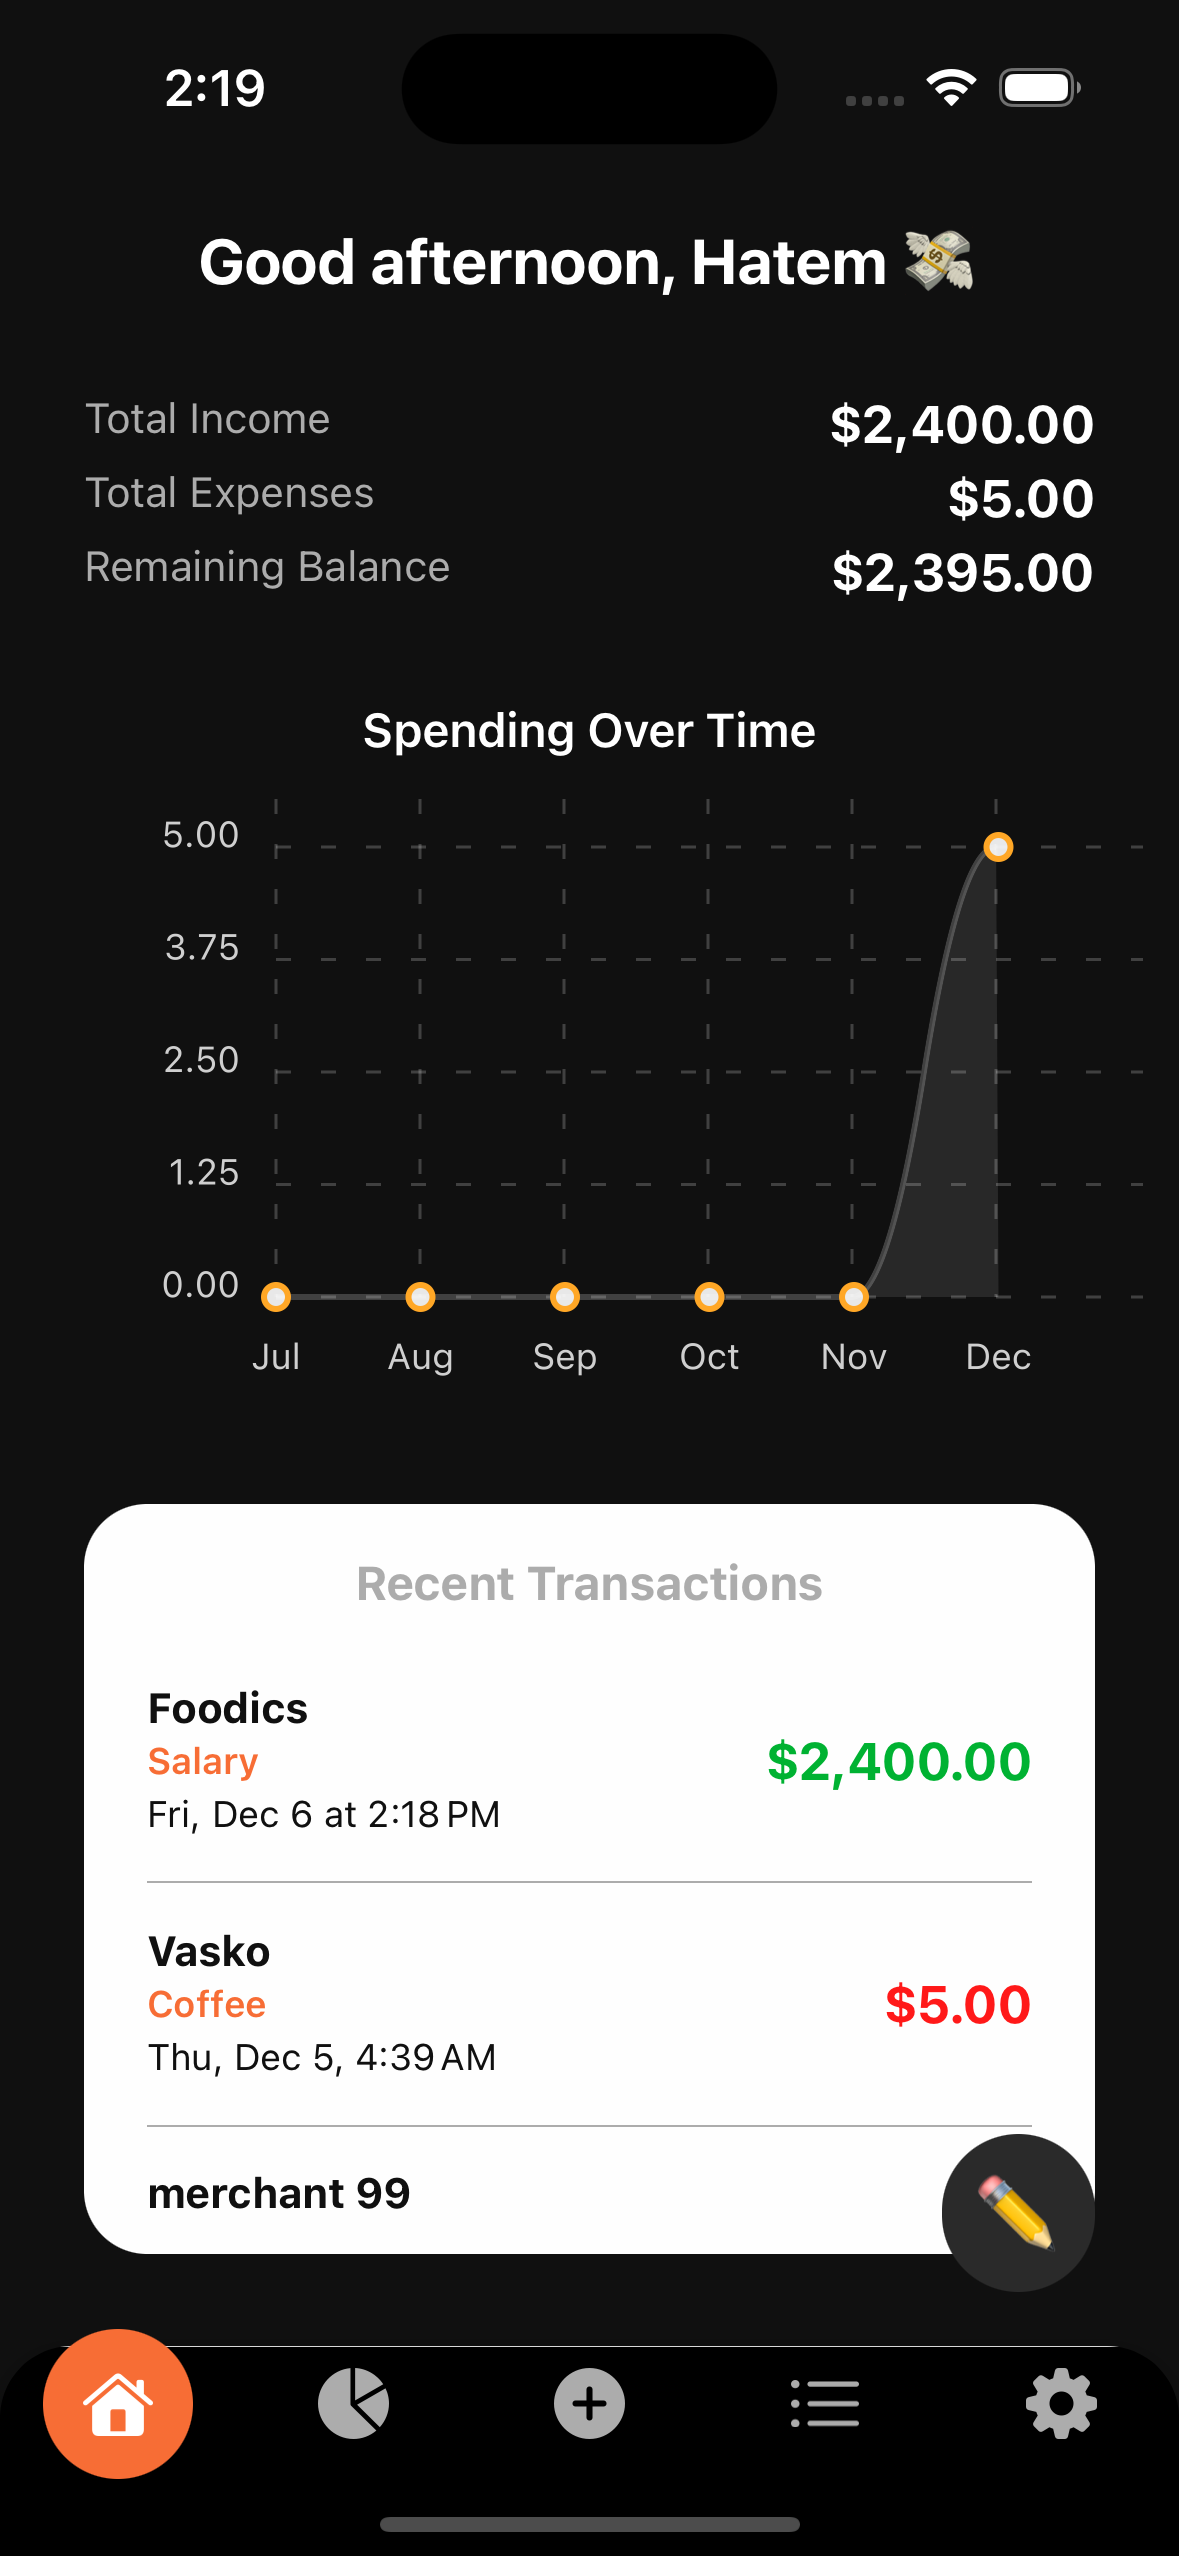 2:19
Good afternoon, Hatem 💸
Total Income $2,400.00
Total Expenses $5.00
Remaining Balance $2,395.00
Spending Over Time
5.00
3.75
2.50
1.25
0.00
Jul Aug Sep Oct Nov Dec
Recent Transactions
Foodics
Salary
$2,400.00
Fri, Dec 6 at 2:18 PM
Vasko
Coffee
$5.00
Thu, Dec 5, 4:39 AM
merchant 99